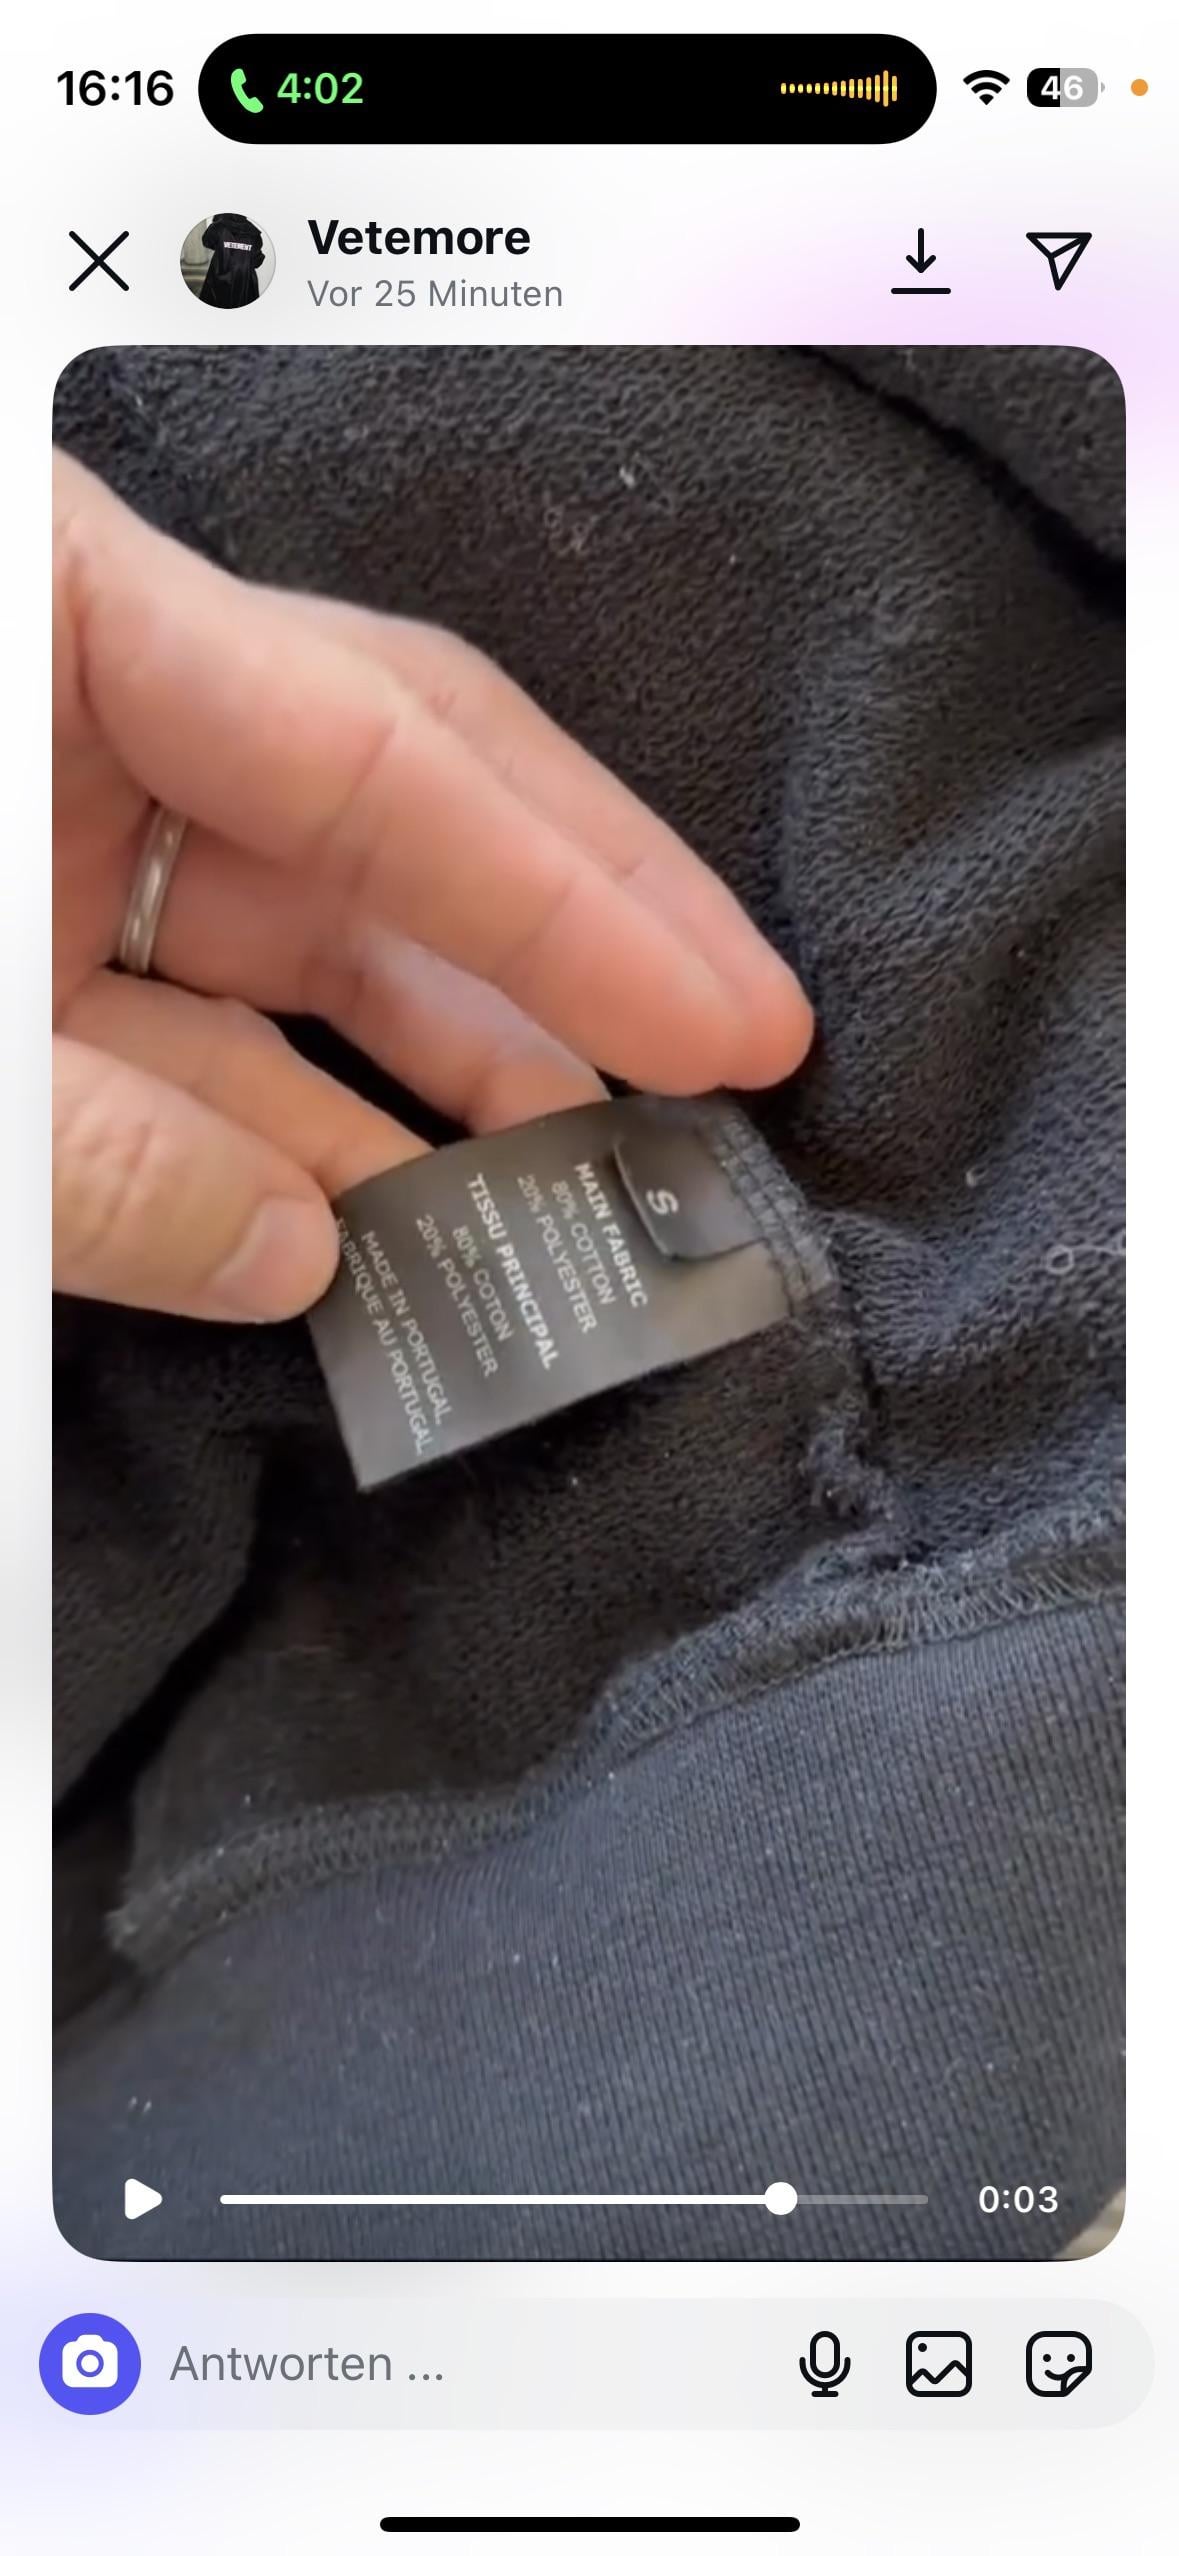 16:16
4:02
46
Vetemore
Vor 25 Minuten
VETEMENT
S
MAIN FABRIC
80% COTTON
20% POLYESTER
TISSU PRINCIPAL
80% COTON
20% POLYESTER
MADE IN PORTUGAL
FABRIQUE AU PORTUGAL
0:03
Antworten ...